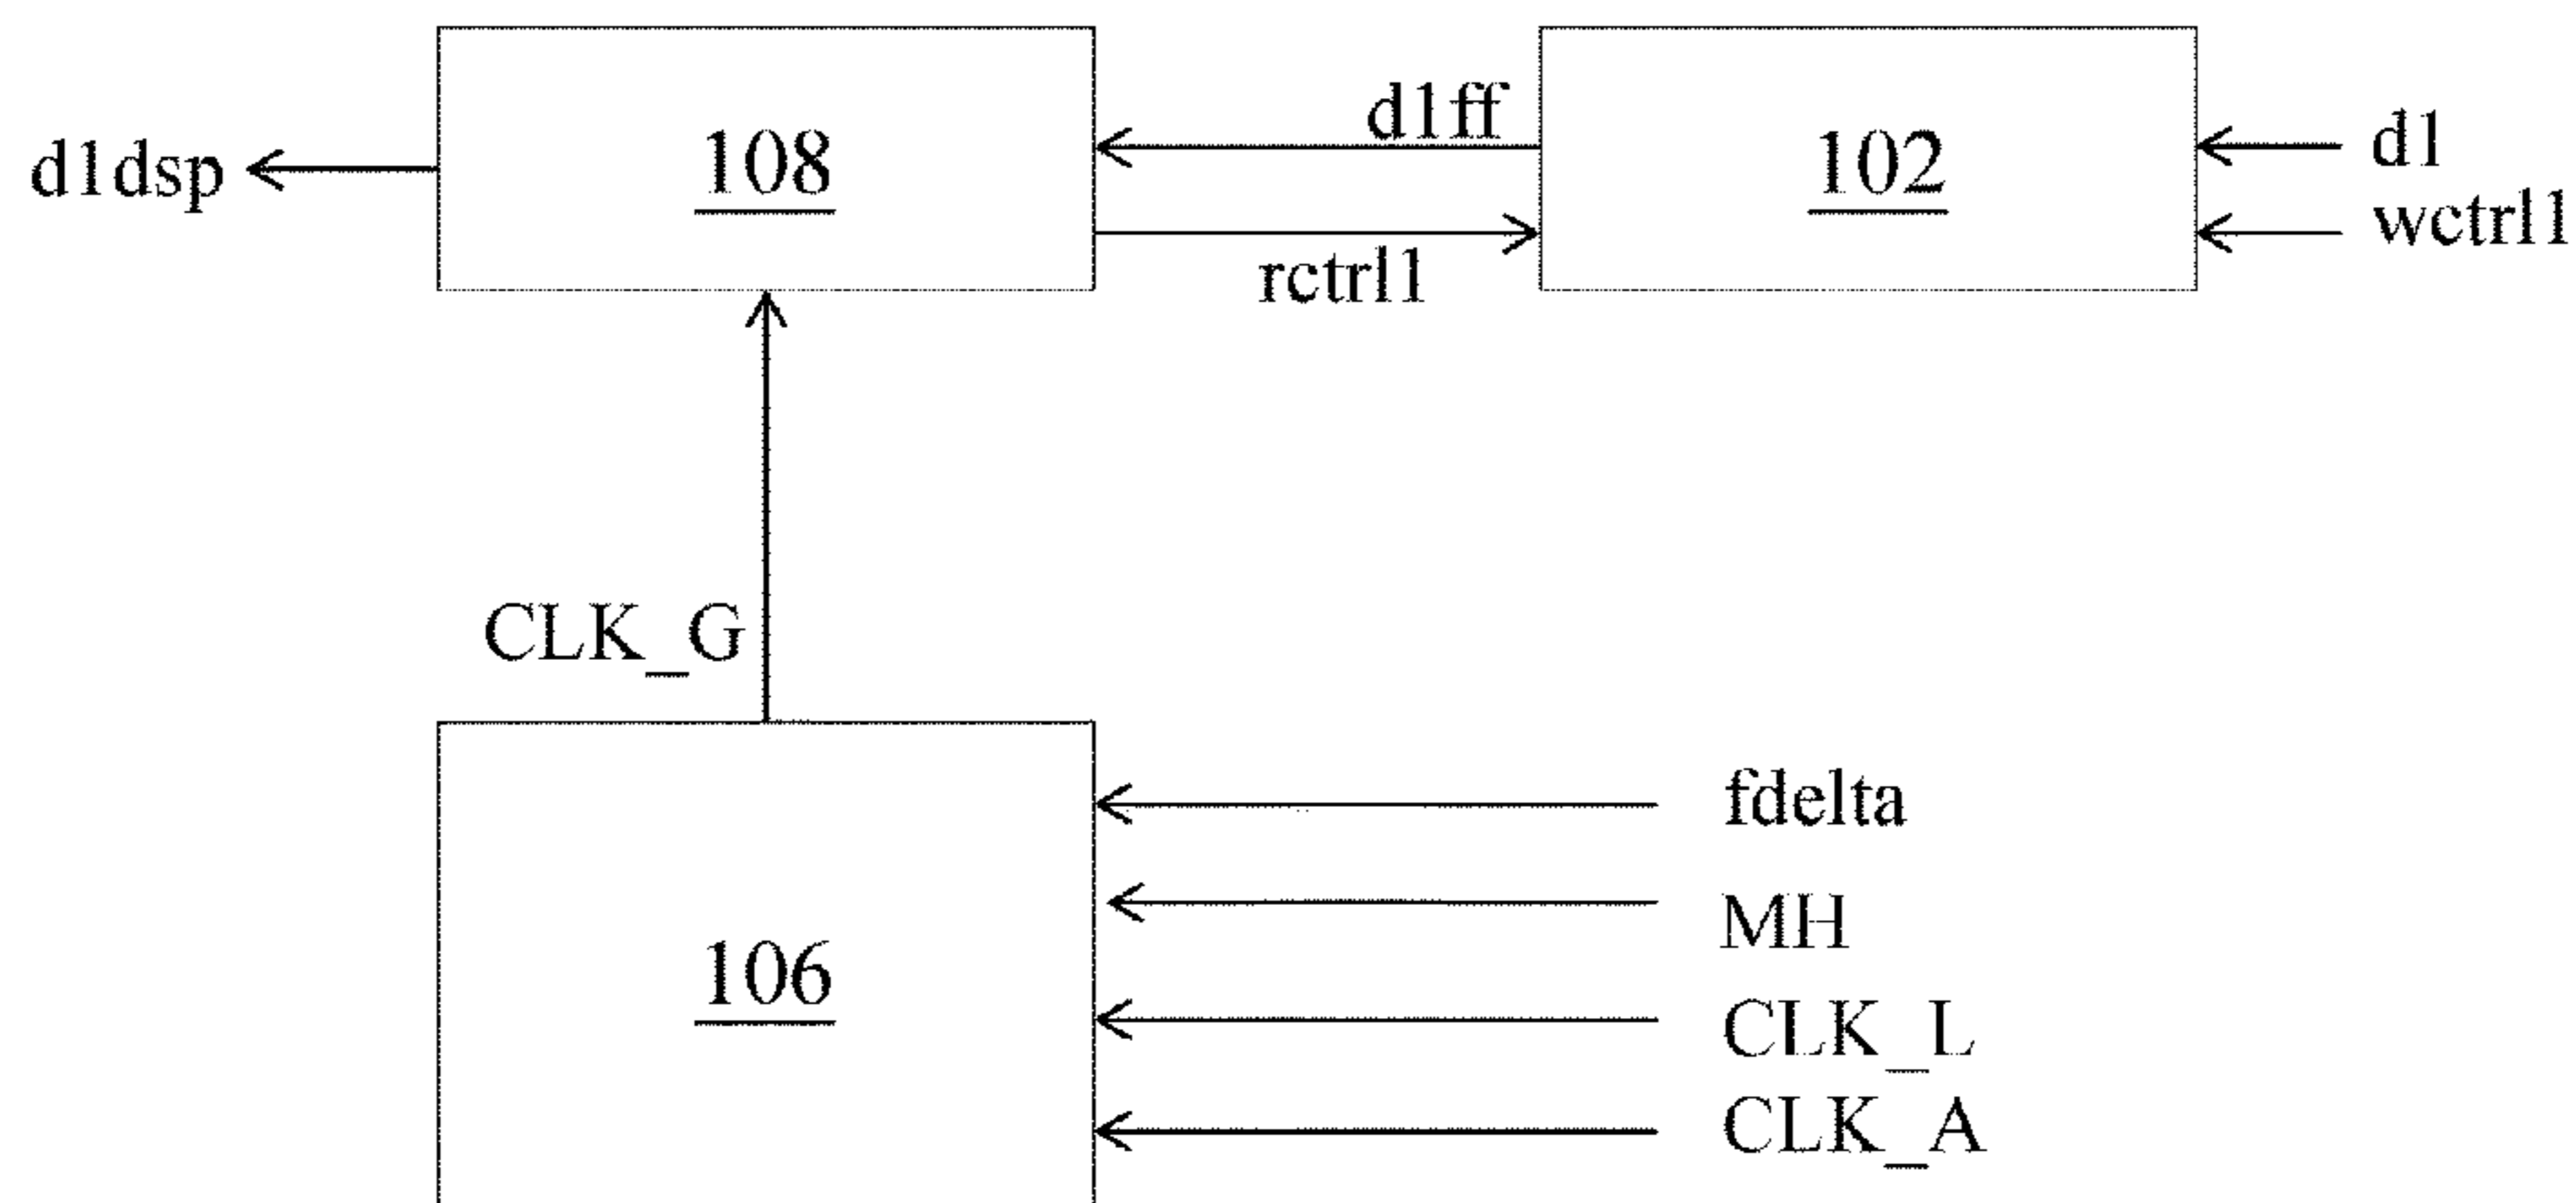 d1dsp
108
d1ff
rctrl1
102
d1
wctrl1
CLK_G
106
fdelta
MH
CLK_L
CLK_A